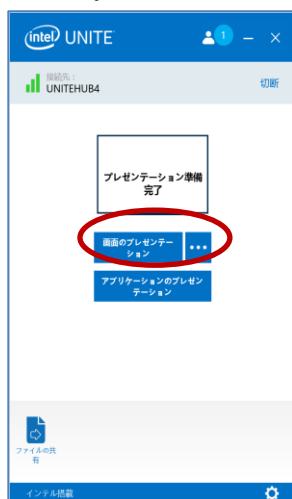 intel UNITE
1
接続先：
UNITEHUB4
切断
プレゼンテーション準備
完了
画面のプレゼンテー
ション
アプリケーションのプレゼン
テーション
ファイルの共
有
インテル搭載